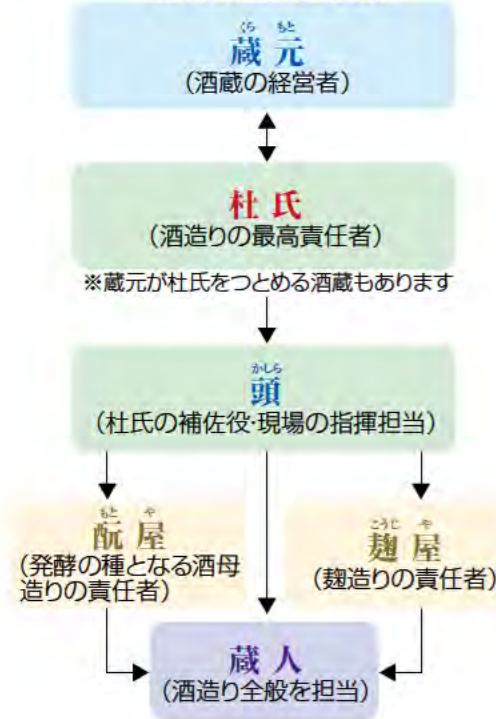 くら もと
蔵元
(酒蔵の経営者)
杜氏
(酒造りの最高責任者)
※蔵元が杜氏をつとめる酒蔵もあります
かしら
頭
(杜氏の補佐役・現場の指揮担当)
もと や
酛屋
(発酵の種となる酒母
造りの責任者)
こうじ や
麹屋
(麹造りの責任者)
蔵人
(酒造り全般を担当)